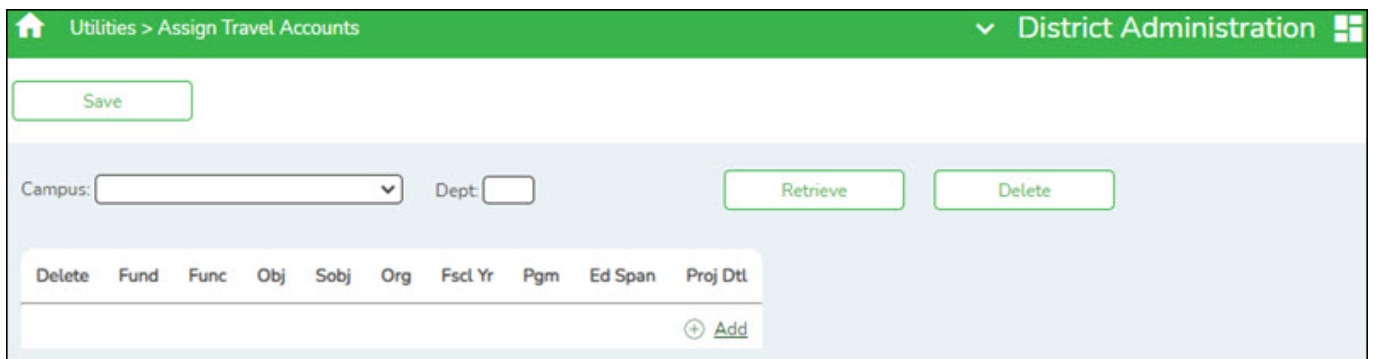 Utilities > Assign Travel Accounts District Administration
Save
Campus: Dept: Retrieve Delete
Delete Fund Func Obj Sobj Org Fscl Yr Pgm Ed Span Proj Dtl
Add